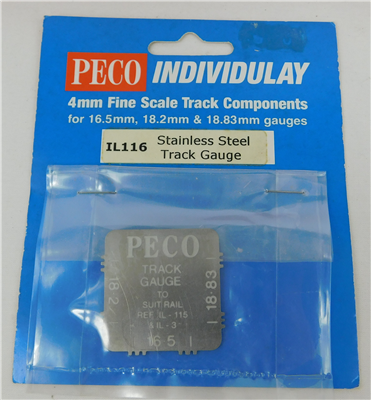 PECO INDIVIDULAY
4mm Fine Scale Track Components
for 16.5mm, 18.2mm & 18.83mm gauges
IL116 Stainless Steel
Track Gauge
PECO
TRACK
GAUGE
TO
SUIT RAIL
REF IL - 115
& IL - 3
18·2
18·83
16·5